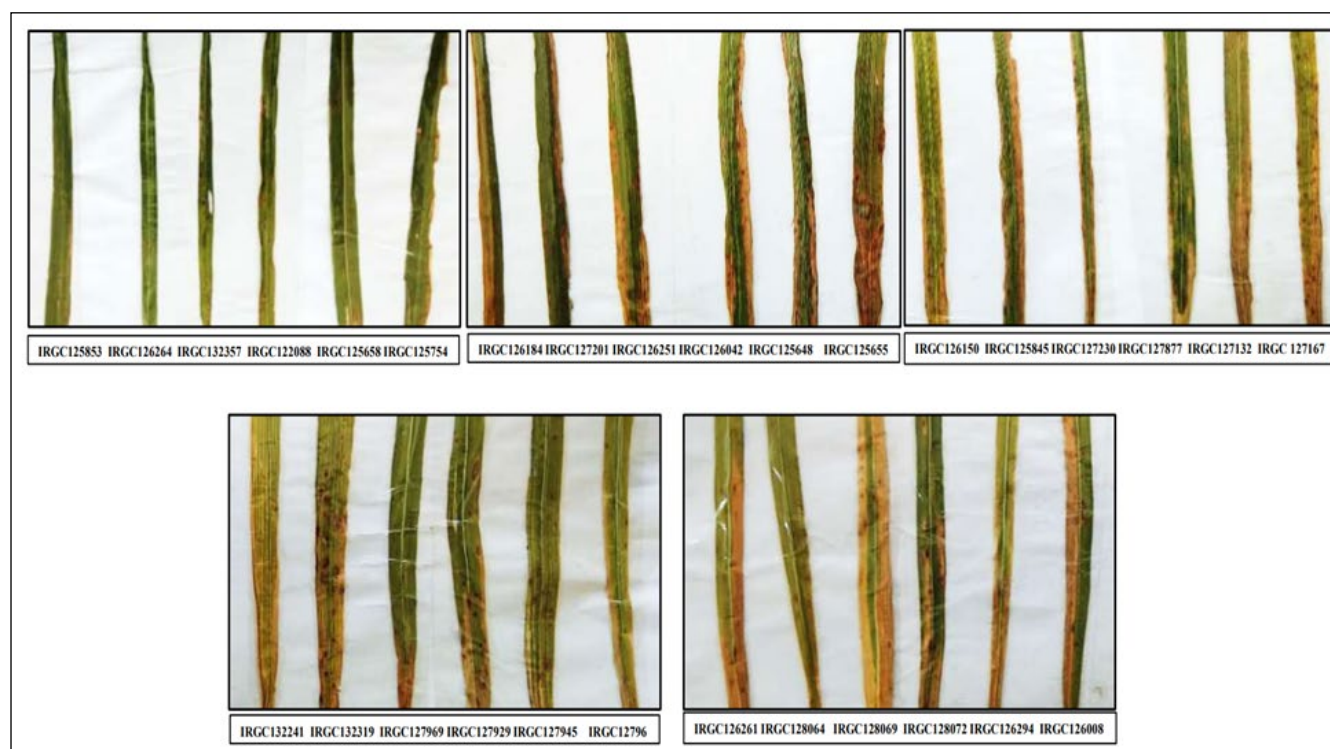 IRGC125853 IRGC126264 IRGC132357 IRGC122088 IRGC125658 IRGC125754
IRGC126184 IRGC127201 IRGC126251 IRGC126042 IRGC125648 IRGC125655
IRGC126150 IRGC125845 IRGC127230 IRGC127877 IRGC127132 IRGC 127167
IRGC132241 IRGC132319 IRGC127969 IRGC127929 IRGC127945 IRGC12796
IRGC126261 IRGC128064 IRGC128069 IRGC128072 IRGC126294 IRGC126008